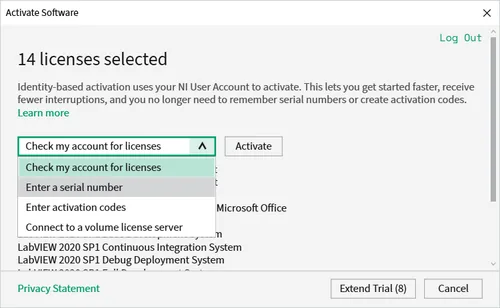 Activate Software
Log Out
14 licenses selected
Identity-based activation uses your NI User Account to activate. This lets you get started faster, receive
fewer interruptions, and you no longer need to remember serial numbers or create activation codes.
Learn more
Check my account for licenses
Activate
Check my account for licenses
Enter a serial number
Enter activation codes
Microsoft Office
Connect to a volume license server
LabVIEW 2020 SP1 Continuous Integration System
LabVIEW 2020 SP1 Debug Deployment System
Privacy Statement
Extend Trial (8)
Cancel